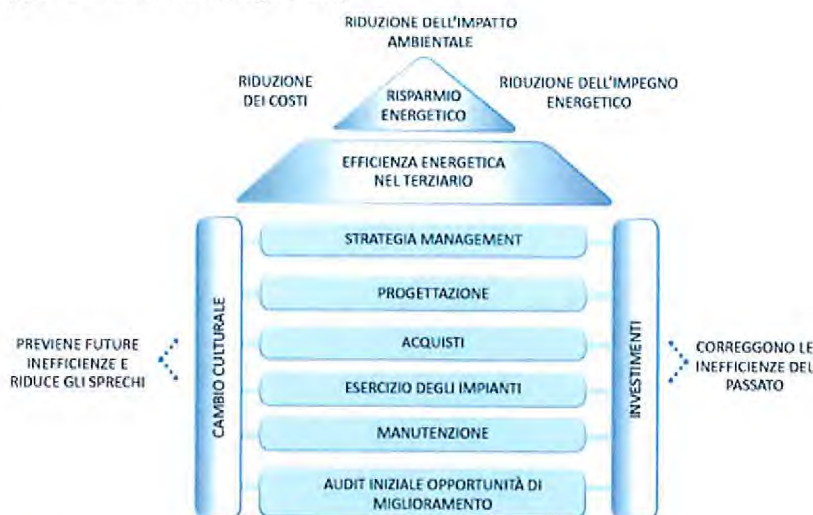 RIDUZIONE DELL'IMPATTO
AMBIENTALE
RIDUZIONE
DEI COSTI
RISPARMIO
ENERGETICO
RIDUZIONE DELL'IMPEGNO
ENERGETICO
EFFICIENZA ENERGETICA
NEL TERZIARIO
STRATEGIA MANAGEMENT
PROGETTAZIONE
ACQUISTI
ESERCIZIO DEGLI IMPIANTI
MANUTENZIONE
AUDIT INIZIALE OPPORTUNITÀ DI
MIGLIORAMENTO
CAMBIO CULTURALE
INVESTIMENTI
PREVIENE FUTURE
INEFFICIENZE E
RIDUCE GLI SPRECHI
CORREGGONO LE
INEFFICIENZE DEL
PASSATO